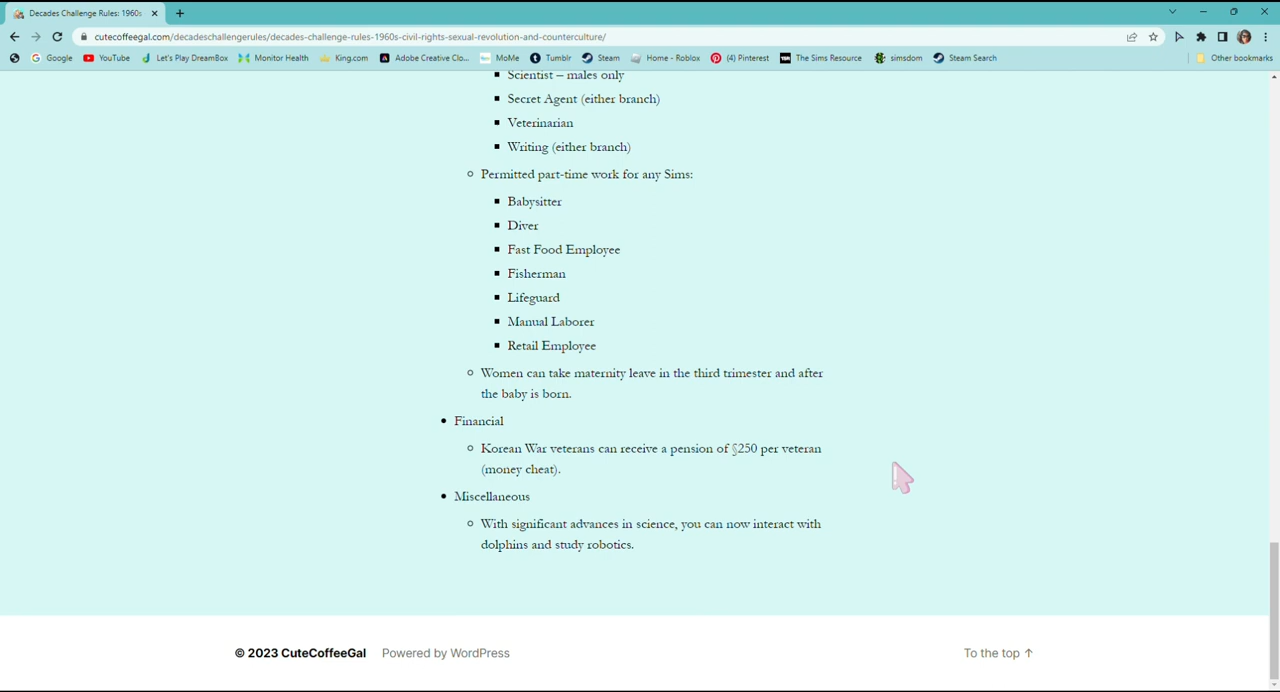 Decades Challenge Rules: 1960s
cutecoffeegal.com/decadeschallengerules/decades-challenge-rules-1960s-civil-rights-sexual-revolution-and-counterculture/
Google YouTube Let's Play DreamBox Monitor Health King.com Adobe Creative Clo... MoMe Tumblr Steam Home - Roblox (4) Pinterest The Sims Resource simsdom Steam Search Other bookmarks
Scientist – males only
Secret Agent (either branch)
Veterinarian
Writing (either branch)
Permitted part-time work for any Sims:
Babysitter
Diver
Fast Food Employee
Fisherman
Lifeguard
Manual Laborer
Retail Employee
Women can take maternity leave in the third trimester and after
the baby is born.
Financial
Korean War veterans can receive a pension of §250 per veteran
(money cheat).
Miscellaneous
With significant advances in science, you can now interact with
dolphins and study robotics.
© 2023 CuteCoffeeGal Powered by WordPress To the top ↑